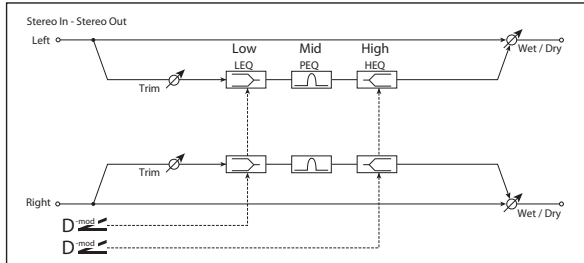 Stereo In - Stereo Out
Left
Wet / Dry
Low
Mid
High
LEQ
PEQ
HEQ
Trim
Trim
Right
Wet / Dry
D-mod
D-mod